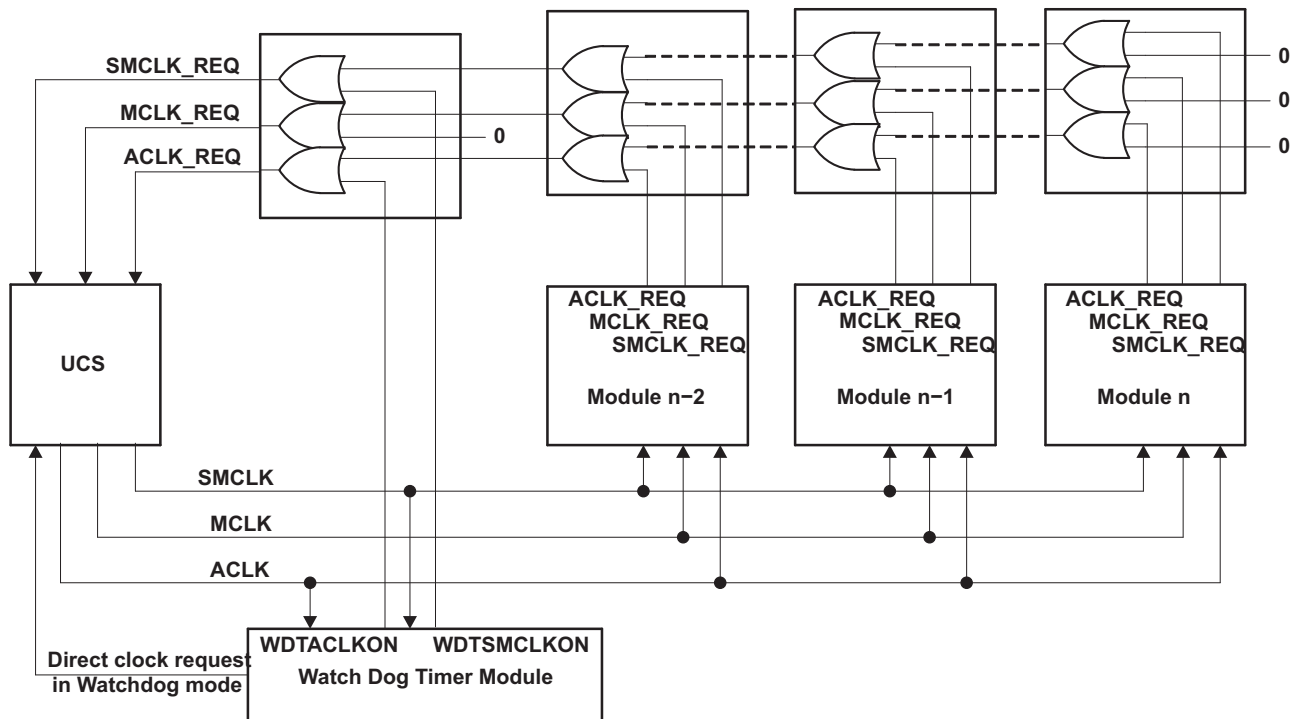 SMCLK_REQ
0
MCLK_REQ
0
0
ACLK_REQ
0
ACLK_REQ
MCLK_REQ
SMCLK_REQ
Module n−2
ACLK_REQ
MCLK_REQ
SMCLK_REQ
Module n−1
ACLK_REQ
MCLK_REQ
SMCLK_REQ
Module n
UCS
SMCLK
MCLK
ACLK
WDTACLKON
WDTSMCLKON
Watch Dog Timer Module
Direct clock request
in Watchdog mode